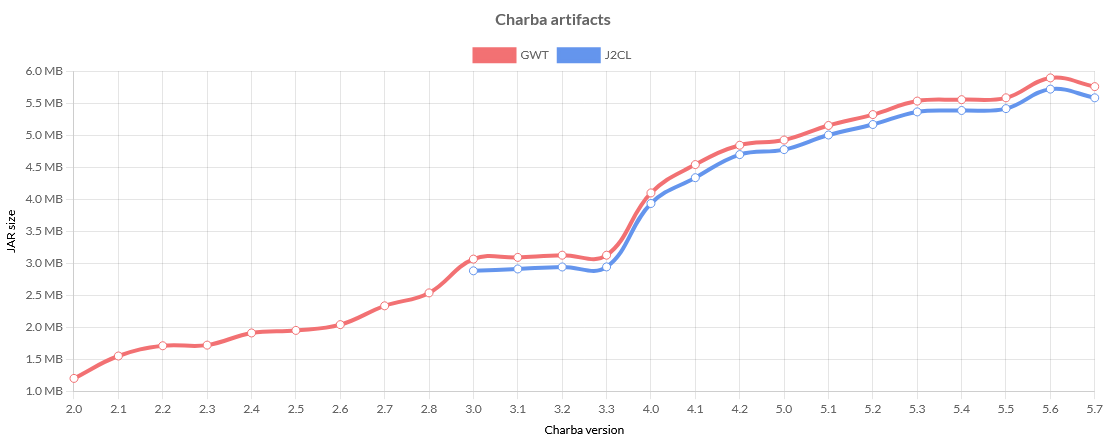 Charba artifacts
GWT J2CL
6.0 MB
5.5 MB
5.0 MB
4.5 MB
4.0 MB
3.5 MB
3.0 MB
2.5 MB
2.0 MB
1.5 MB
1.0 MB
JAR size
2.0 2.1 2.2 2.3 2.4 2.5 2.6 2.7 2.8 3.0 3.1 3.2 3.3 4.0 4.1 4.2 5.0 5.1 5.2 5.3 5.4 5.5 5.6 5.7
Charba version